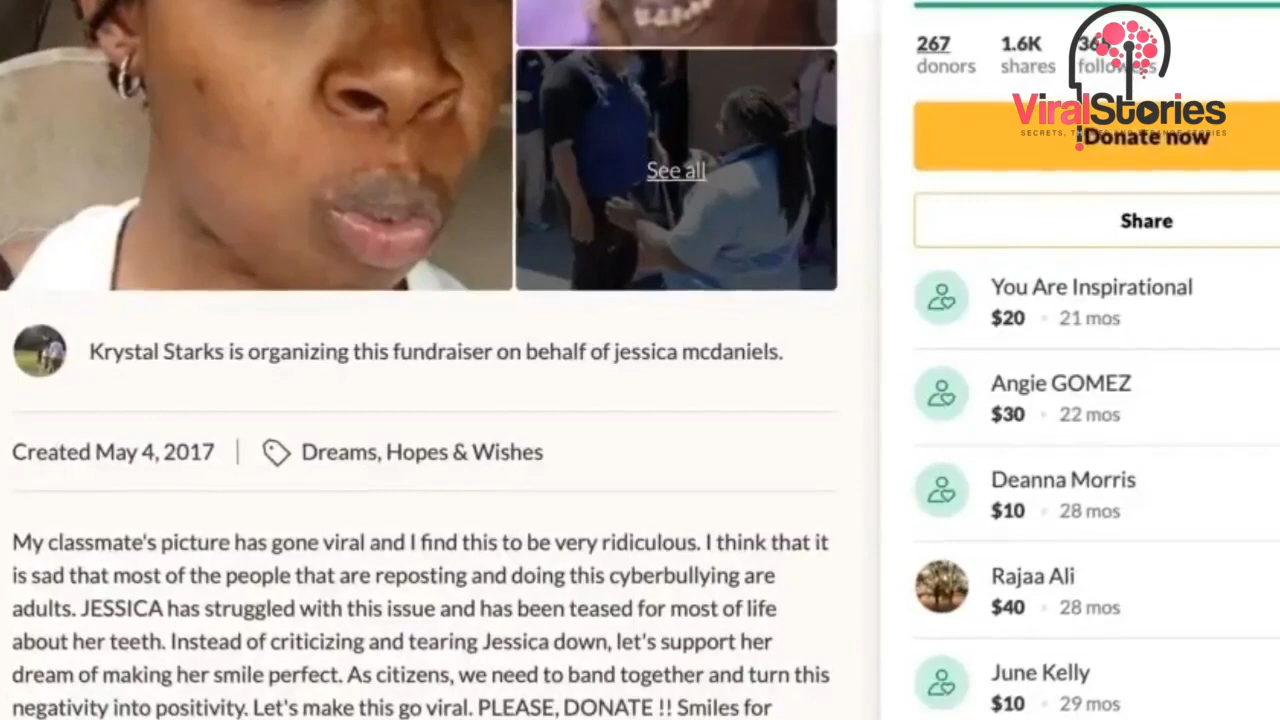 267
donors
1.6K
shares
ViralStories
Donate now
See all
Share
You Are Inspirational
$20 • 21 mos
Krystal Starks is organizing this fundraiser on behalf of jessica mcdaniels.
Angie GOMEZ
$30 • 22 mos
Created May 4, 2017 | Dreams, Hopes & Wishes
Deanna Morris
$10 • 28 mos
My classmate's picture has gone viral and I find this to be very ridiculous. I think that it
is sad that most of the people that are reposting and doing this cyberbullying are
adults. JESSICA has struggled with this issue and has been teased for most of life
about her teeth. Instead of criticizing and tearing Jessica down, let's support her
dream of making her smile perfect. As citizens, we need to band together and turn this
negativity into positivity. Let's make this go viral. PLEASE, DONATE !! Smiles for
Rajaa Ali
$40 • 28 mos
June Kelly
$10 • 29 mos